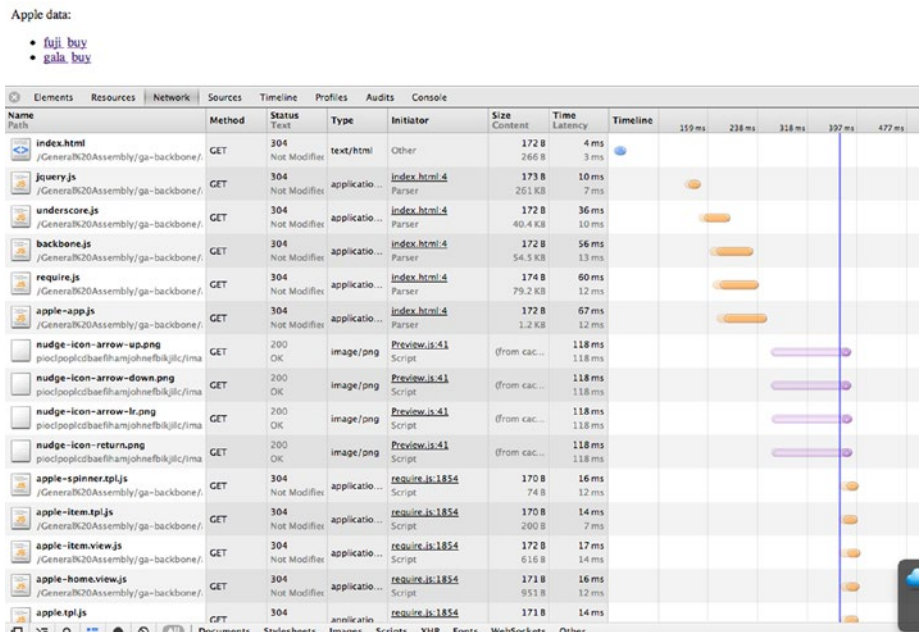 Apple data:
fuji buy
gala buy
Elements Resources Network Sources Timeline Profiles Audits Console
Name Method Status Type Initiator Size Time Timeline
Path Text Content Latency 159 ms 238 ms 318 ms 397 ms 477 ms
index.html GET 304 text/html Other 172 B 4 ms
/General%20Assembly/ga-backbone/ Not Modified 266 B 3 ms
jquery.js GET 304 applicatio... index.html:4 173 B 10 ms
/General%20Assembly/ga-backbone/. Not Modified Parser 261 KB 7 ms
underscore.js GET 304 applicatio... index.html:4 172 B 36 ms
/General%20Assembly/ga-backbone/. Not Modified Parser 40.4 KB 10 ms
backbone.js GET 304 applicatio... index.html:4 172 B 56 ms
/General%20Assembly/ga-backbone/. Not Modified Parser 54.5 KB 13 ms
require.js GET 304 applicatio... index.html:4 174 B 60 ms
/General%20Assembly/ga-backbone/. Not Modified Parser 79.2 KB 12 ms
apple-app.js GET 304 applicatio... index.html:4 172 B 67 ms
/General%20Assembly/ga-backbone/. Not Modified Parser 1.2 KB 12 ms
nudge-icon-arrow-up.png GET 200 image/png Preview.js:41 (from cac... 118 ms
pioclpoplcdbaefihamjohnefbikjilc/ima OK Script 118 ms
nudge-icon-arrow-down.png GET 200 image/png Preview.js:41 (from cac... 118 ms
pioclpoplcdbaefihamjohnefbikjilc/ima OK Script 118 ms
nudge-icon-arrow-lr.png GET 200 image/png Preview.js:41 (from cac... 118 ms
pioclpoplcdbaefihamjohnefbikjilc/ima OK Script 118 ms
nudge-icon-return.png GET 200 image/png Preview.js:41 (from cac... 118 ms
pioclpoplcdbaefihamjohnefbikjilc/ima OK Script 118 ms
apple-spinner.tpl.js GET 304 applicatio... require.js:1854 170 B 16 ms
/General%20Assembly/ga-backbone/. Not Modified Script 74 B 12 ms
apple-item.tpl.js GET 304 applicatio... require.js:1854 170 B 14 ms
/General%20Assembly/ga-backbone/. Not Modified Script 200 B 7 ms
apple-item.view.js GET 304 applicatio... require.js:1854 172 B 17 ms
/General%20Assembly/ga-backbone/. Not Modified Script 616 B 14 ms
apple-home.view.js GET 304 applicatio... require.js:1854 171 B 16 ms
/General%20Assembly/ga-backbone/. Not Modified Script 951 B 12 ms
apple.tpl.js GET 304 applicatio require.js:1854 171 B 14 ms
All Documents Stylesheets Images Scripts XHR Fonts WebSockets Other